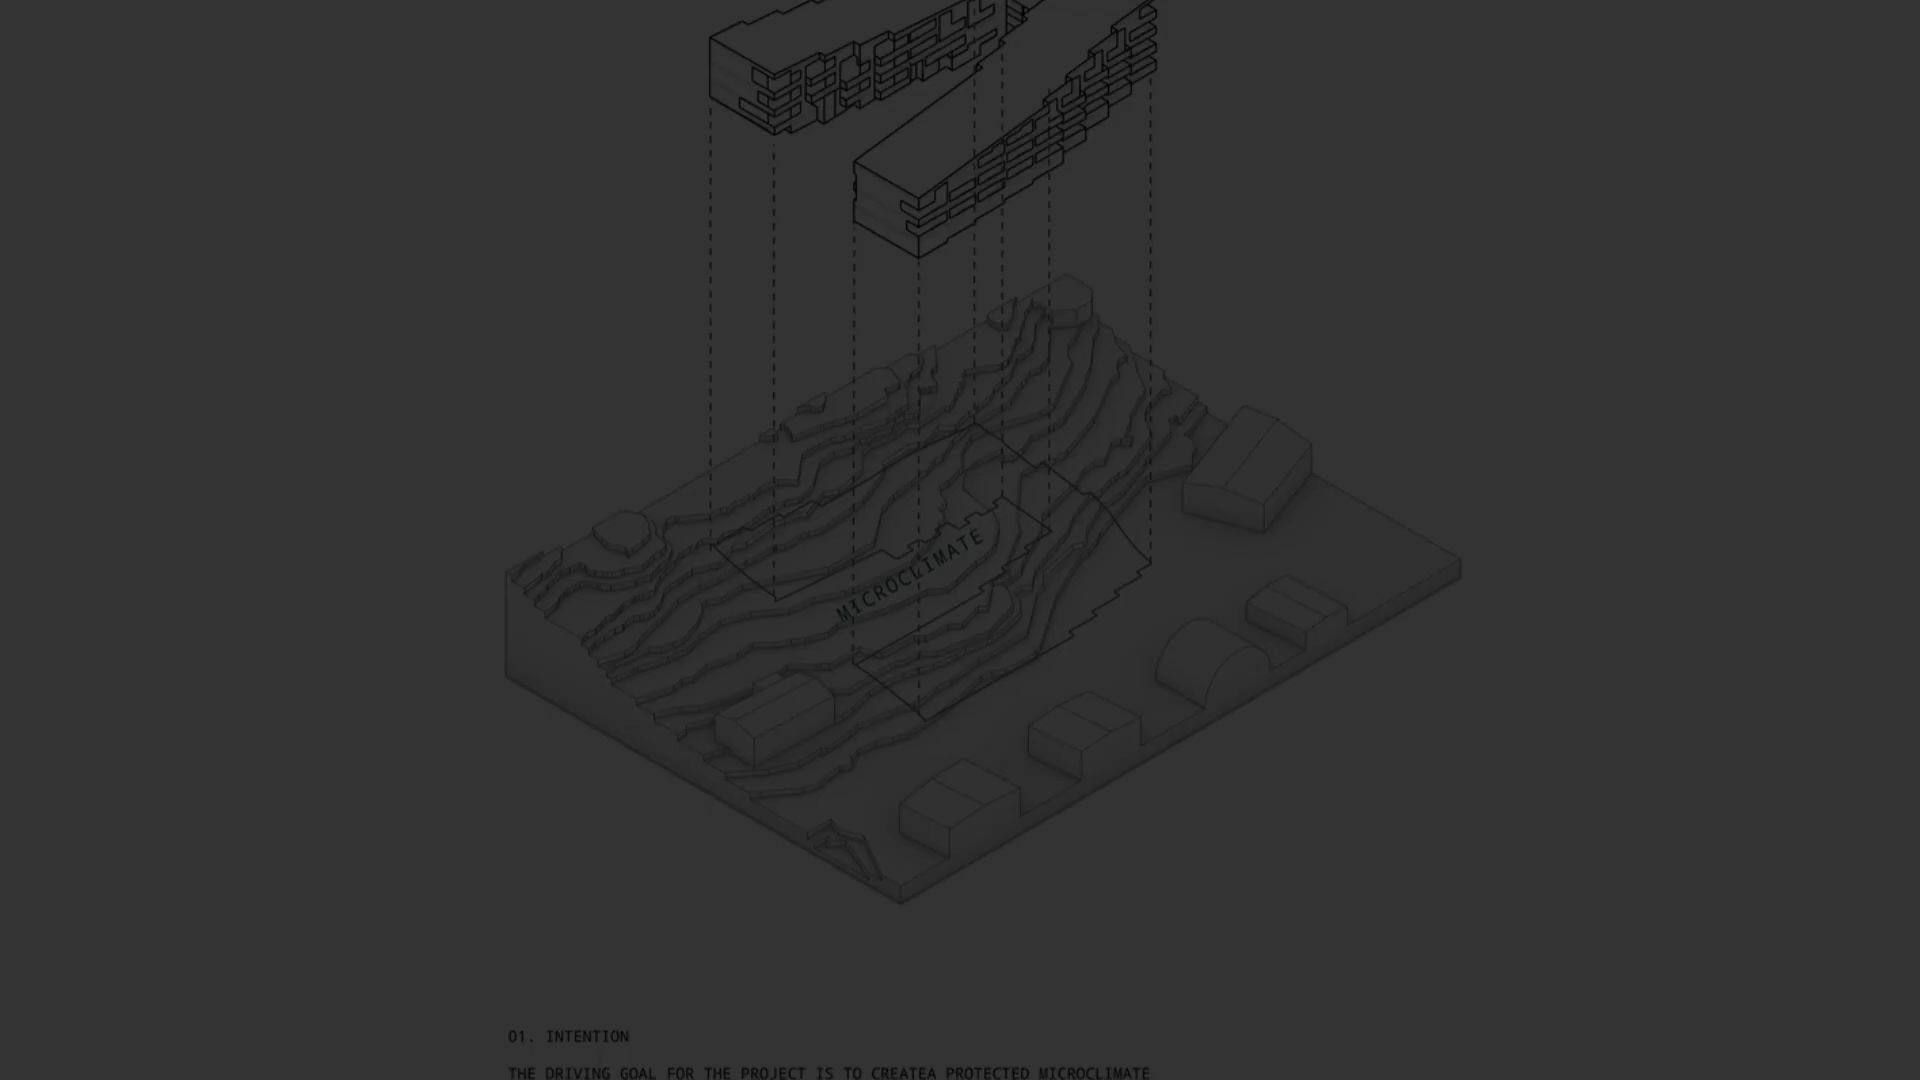 MICROCLIMATE
01. INTENTION
THE DRIVING GOAL FOR THE PROJECT IS TO CREATEA PROTECTED MICROCLIMATE